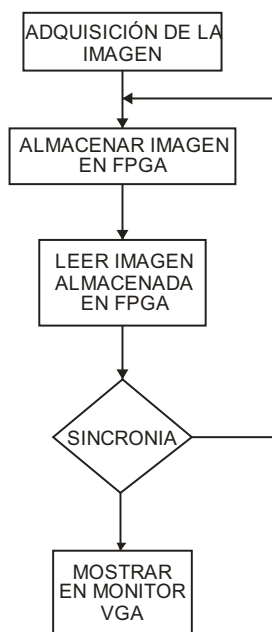 ADQUISICIÓN DE LA
IMAGEN
ALMACENAR IMAGEN
EN FPGA
LEER IMAGEN
ALMACENADA
EN FPGA
SINCRONIA
MOSTRAR
EN MONITOR
VGA